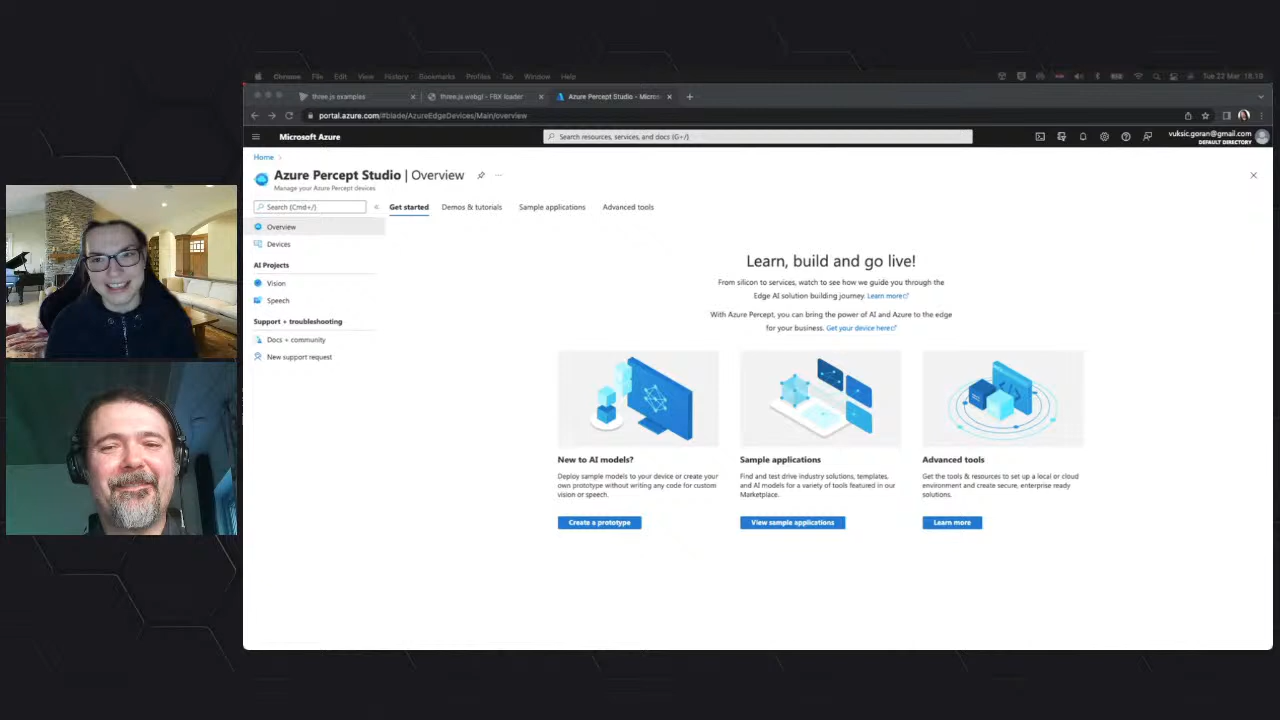 Chrome File Edit View History Bookmarks Profiles Tab Window Help Tue 22 Mar 18.10
three.js examples three.js webgl - FBX loader Azure Percept Studio - Micros
portal.azure.com/#blade/AzureEdgeDevices/Main/overview
Microsoft Azure Search resources, services, and docs (G+/) vuksic.goran@gmail.com
DEFAULT DIRECTORY
Home
Azure Percept Studio | Overview
Manage your Azure Percept devices
Search (Cmd+/) Get started Demos & tutorials Sample applications Advanced tools
Overview
Devices
AI Projects
Vision
Speech
Support + troubleshooting
Docs + community
New support request
Learn, build and go live!
From silicon to services, watch to see how we guide you through the
Edge AI solution building journey. Learn more
With Azure Percept, you can bring the power of AI and Azure to the edge
for your business. Get your device here
New to AI models?
Deploy sample models to your device or create your
own prototype without writing any code for custom
vision or speech.
Create a prototype
Sample applications
Find and test drive industry solutions, templates,
and AI models for a variety of tools featured in our
Marketplace.
View sample applications
Advanced tools
Get the tools & resources to set up a local or cloud
environment and create secure, enterprise ready
solutions.
Learn more